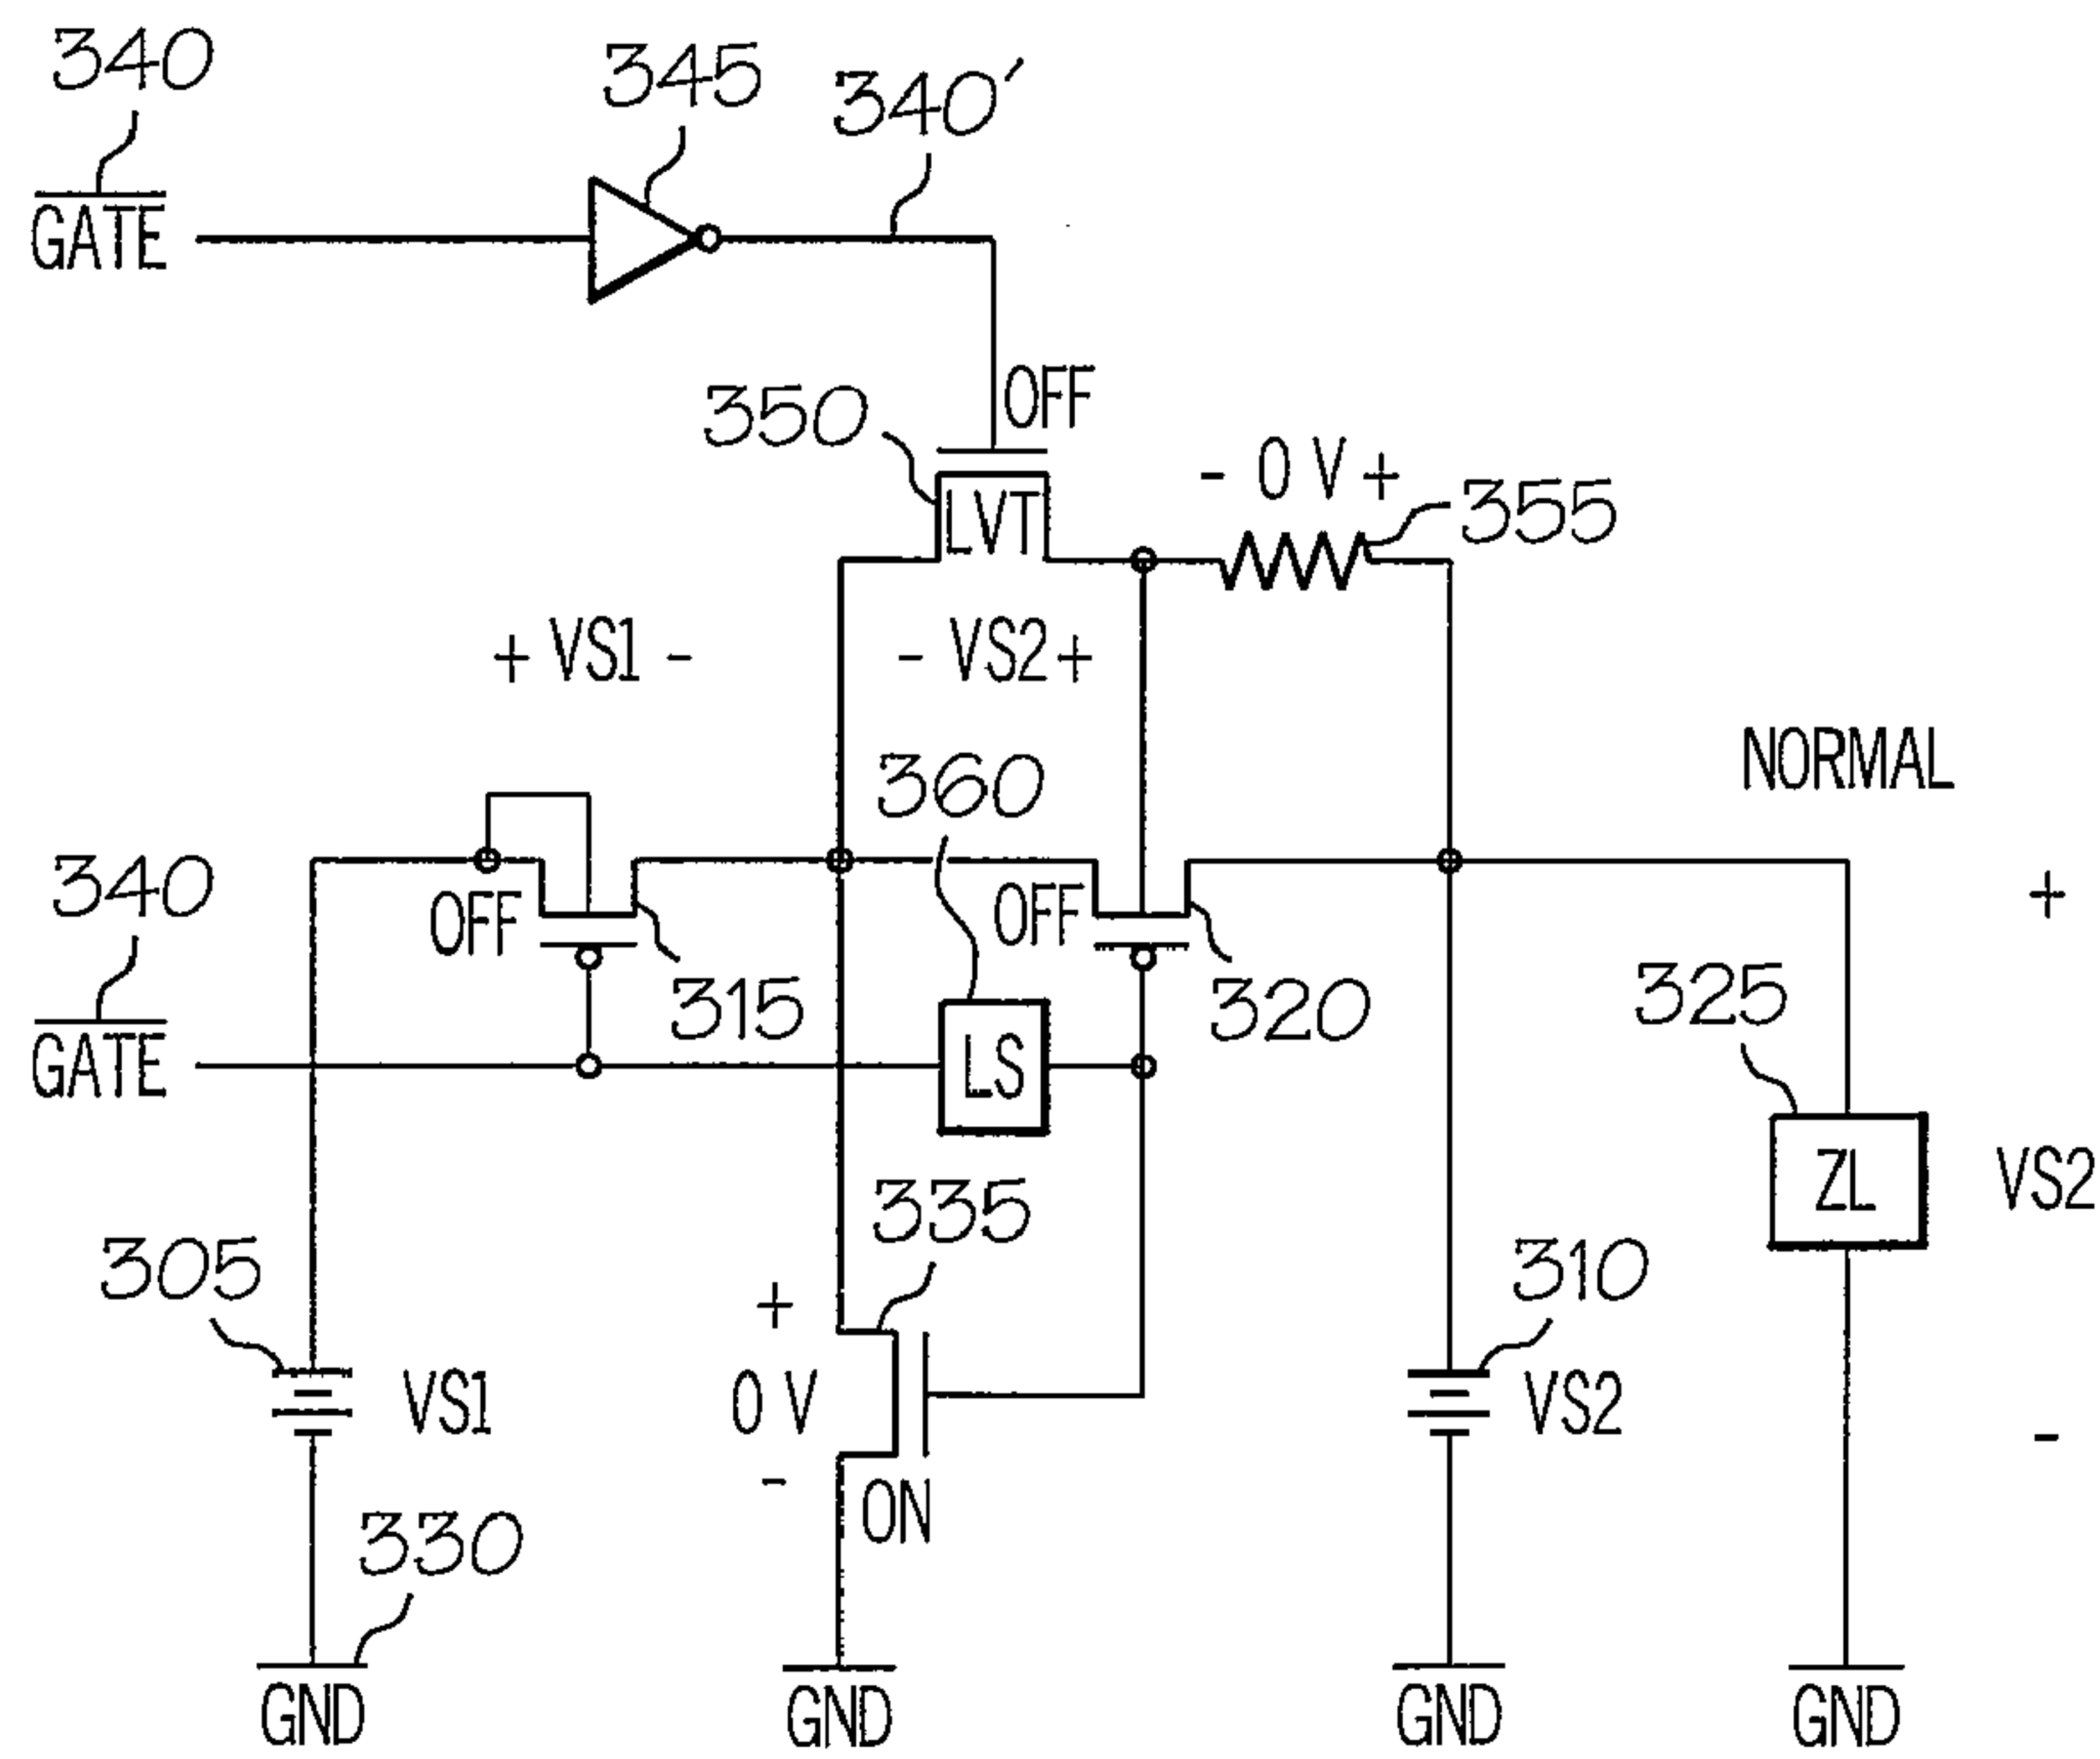 340
345
340'
GATE
350
OFF
LVT
- 0 V +
355
+ VS1 -
- VS2 +
NORMAL
360
340
OFF
OFF
+
315
320
325
GATE
LS
ZL
VS2
335
305
310
+
VS1
0 V
VS2
-
-
ON
330
GND
GND
GND
GND